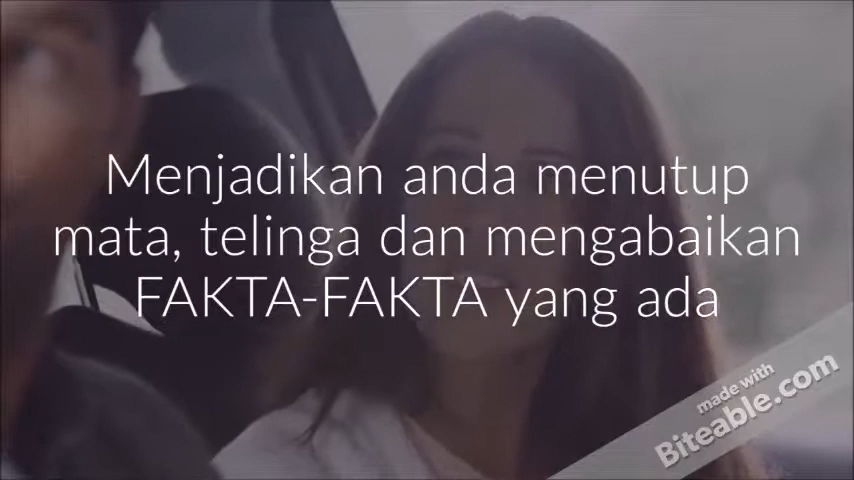 Menjadikan anda menutup
mata, telinga dan mengabaikan
FAKTA-FAKTA yang ada
made with
Biteable.com